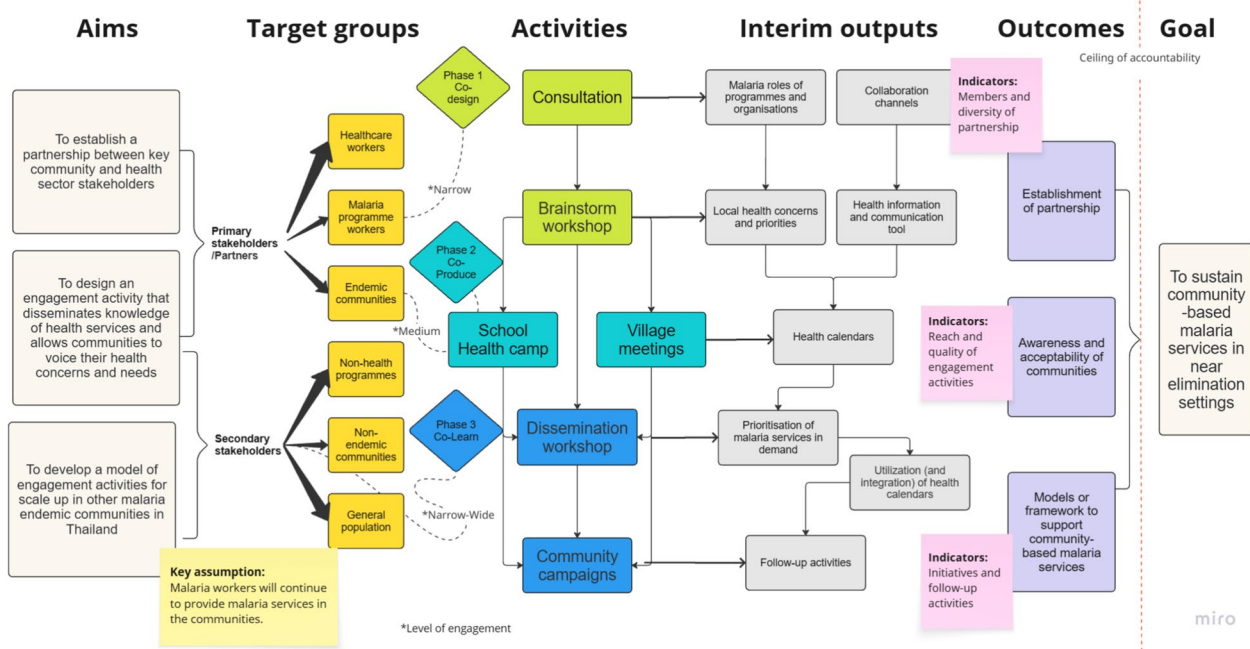 Aims
Target groups
Activities
Interim outputs
Outcomes
Goal
Ceiling of accountability
To establish a
partnership between key
community and health
sector stakeholders
To design an
engagement activity that
disseminates knowledge
of health services and
allows communities to
voice their health
concerns and needs
To develop a model of
engagement activities for
scale up in other malaria
endemic communities in
Thailand
Key assumption:
Malaria workers will continue
to provide malaria services in
the communities.
Primary
stakeholders
/Partners
Secondary
stakeholders
Healthcare
workers
Malaria
programme
workers
Endemic
communities
Non-health
programmes
Non-
endemic
communities
General
population
Phase 1
Co-
design
*Narrow
Phase 2
Co-
Produce
*Medium
Phase 3
Co-Learn
*Narrow-Wide
*Level of engagement
Consultation
Brainstorm
workshop
School
Health camp
Village
meetings
Dissemination
workshop
Community
campaigns
Malaria roles of
programmes and
organisations
Collaboration
channels
Local health concerns
and priorities
Health information
and communication
tool
Health calendars
Prioritisation of
malaria services in
demand
Utilization (and
integration) of health
calendars
Follow-up activities
Indicators:
Members and
diversity of
partnership
Establishment
of partnership
Indicators:
Reach and
quality of
engagement
activities
Awareness and
acceptability of
communities
Indicators:
Initiatives and
follow-up
activities
Models or
framework to
support
community-
based malaria
services
To sustain
community
-based
malaria
services in
near
elimination
settings
miro